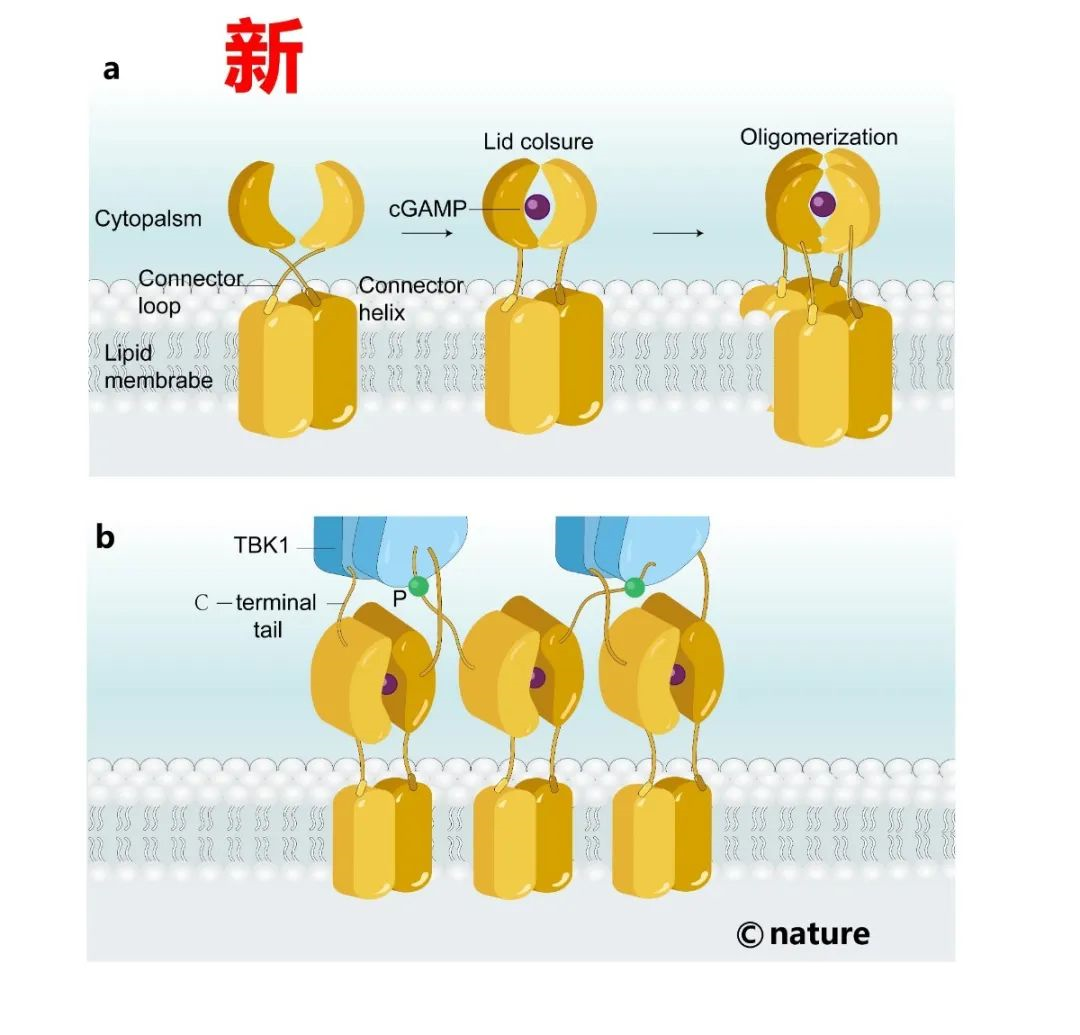 新
a
Lid colsure
Oligomerization
Cytopalsm
cGAMP
Connector
loop
Connector
helix
Lipid
membrabe
b
TBK1
C – terminal
tail
P
© nature